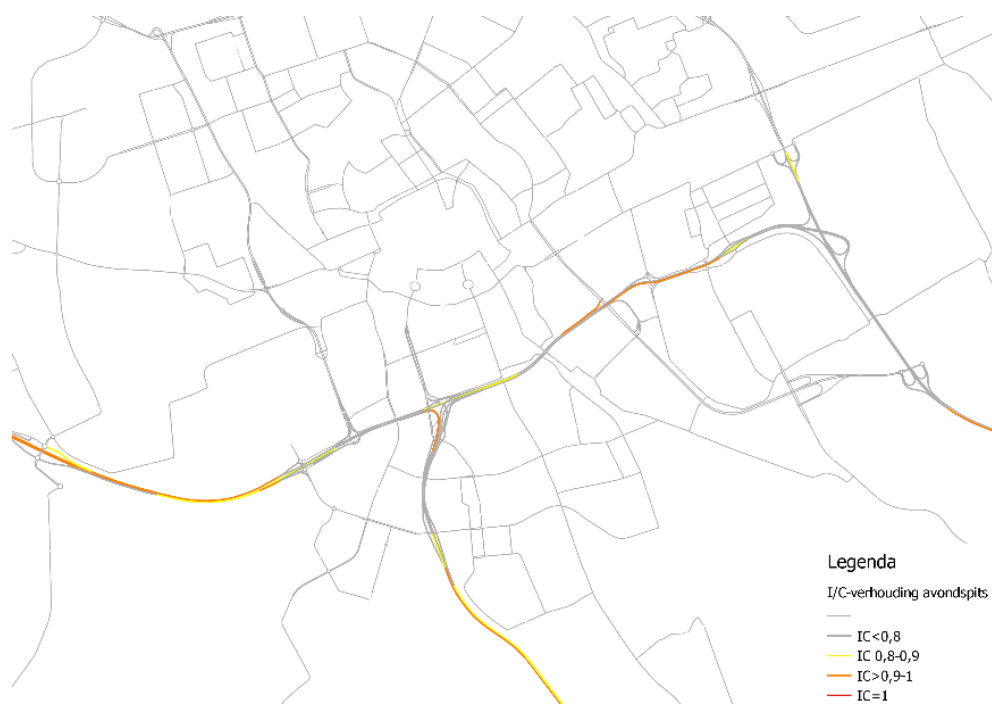 Legenda
I/C-verhouding avondspits
IC<0,8
IC 0,8-0,9
IC>0,9-1
IC=1